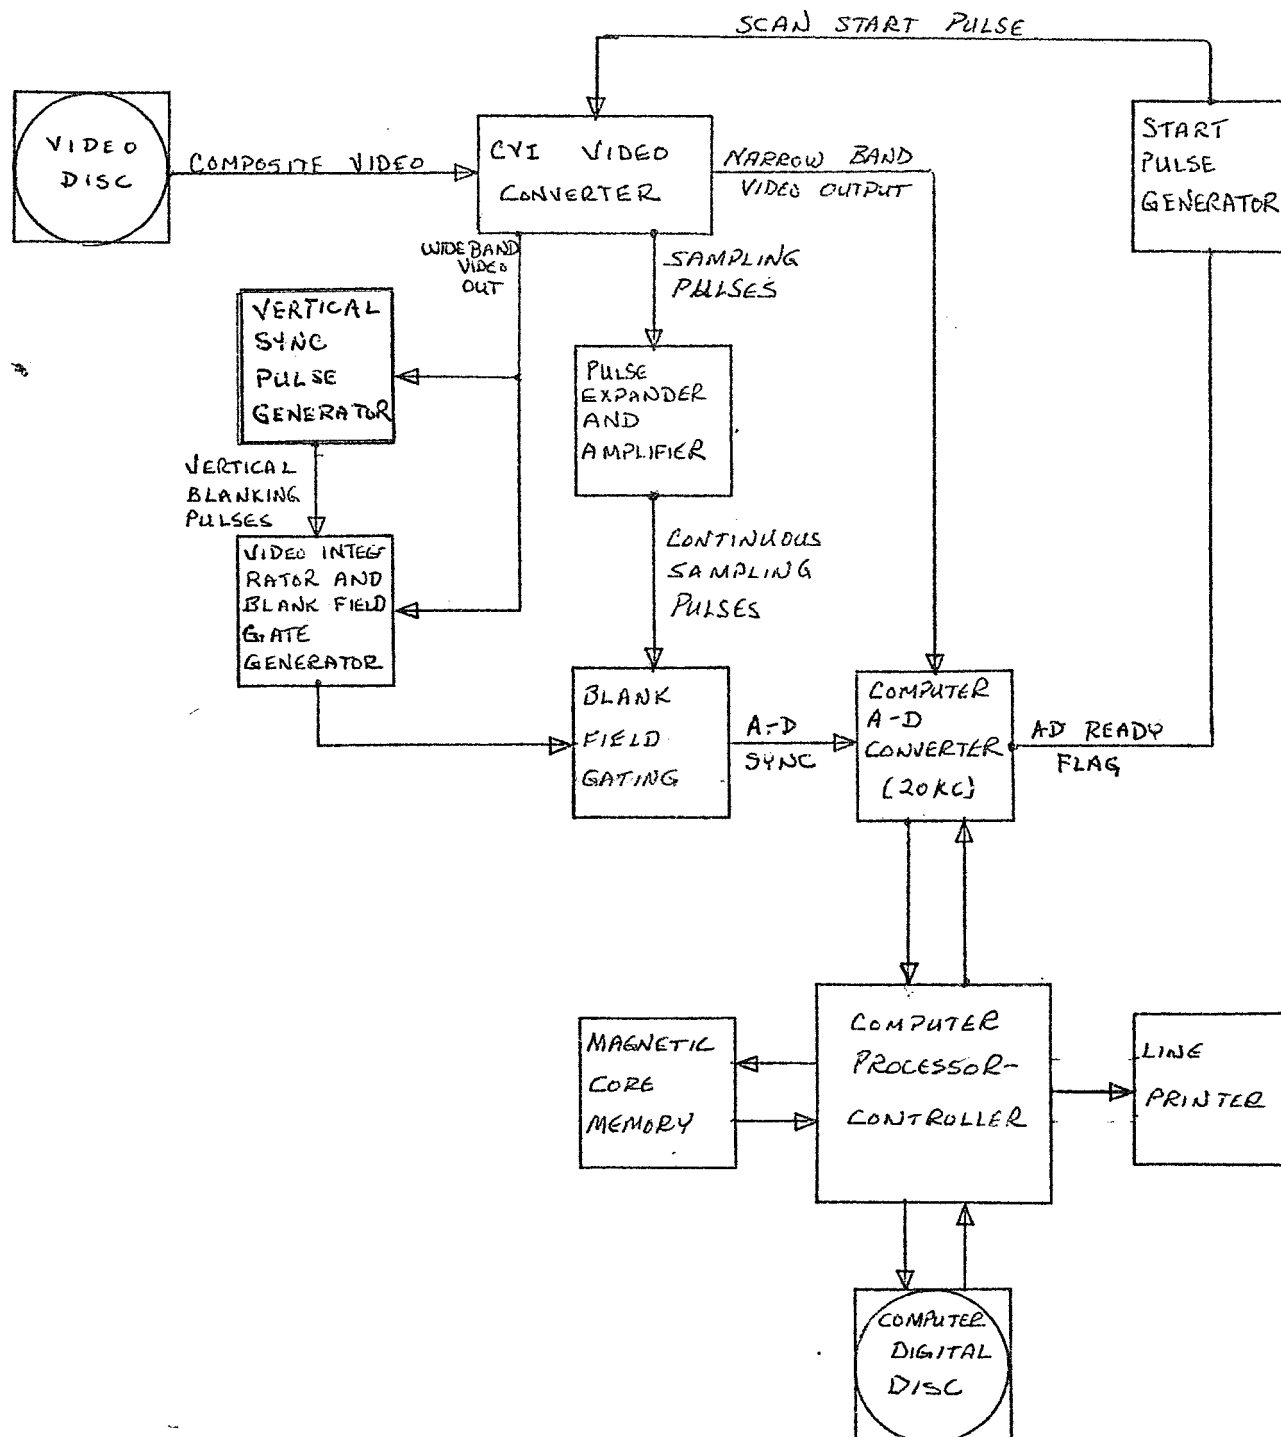 SCAN START PULSE
VIDEO
DISC
COMPOSITE VIDEO
CVI VIDEO
CONVERTER
NARROW BAND
VIDEO OUTPUT
START
PULSE
GENERATOR
WIDE BAND
VIDEO
OUT
SAMPLING
PULSES
VERTICAL
SYNC
PULSE
GENERATOR
PULSE
EXPANDER
AND
AMPLIFIER
VERTICAL
BLANKING
PULSES
VIDEO INTEG
RATOR AND
BLANK FIELD
GATE
GENERATOR
CONTINUOUS
SAMPLING
PULSES
BLANK
FIELD
GATING
A-D
SYNC
COMPUTER
A-D
CONVERTER
(20KC)
AD READY
FLAG
MAGNETIC
CORE
MEMORY
COMPUTER
PROCESSOR-
CONTROLLER
LINE
PRINTER
COMPUTER
DIGITAL
DISC